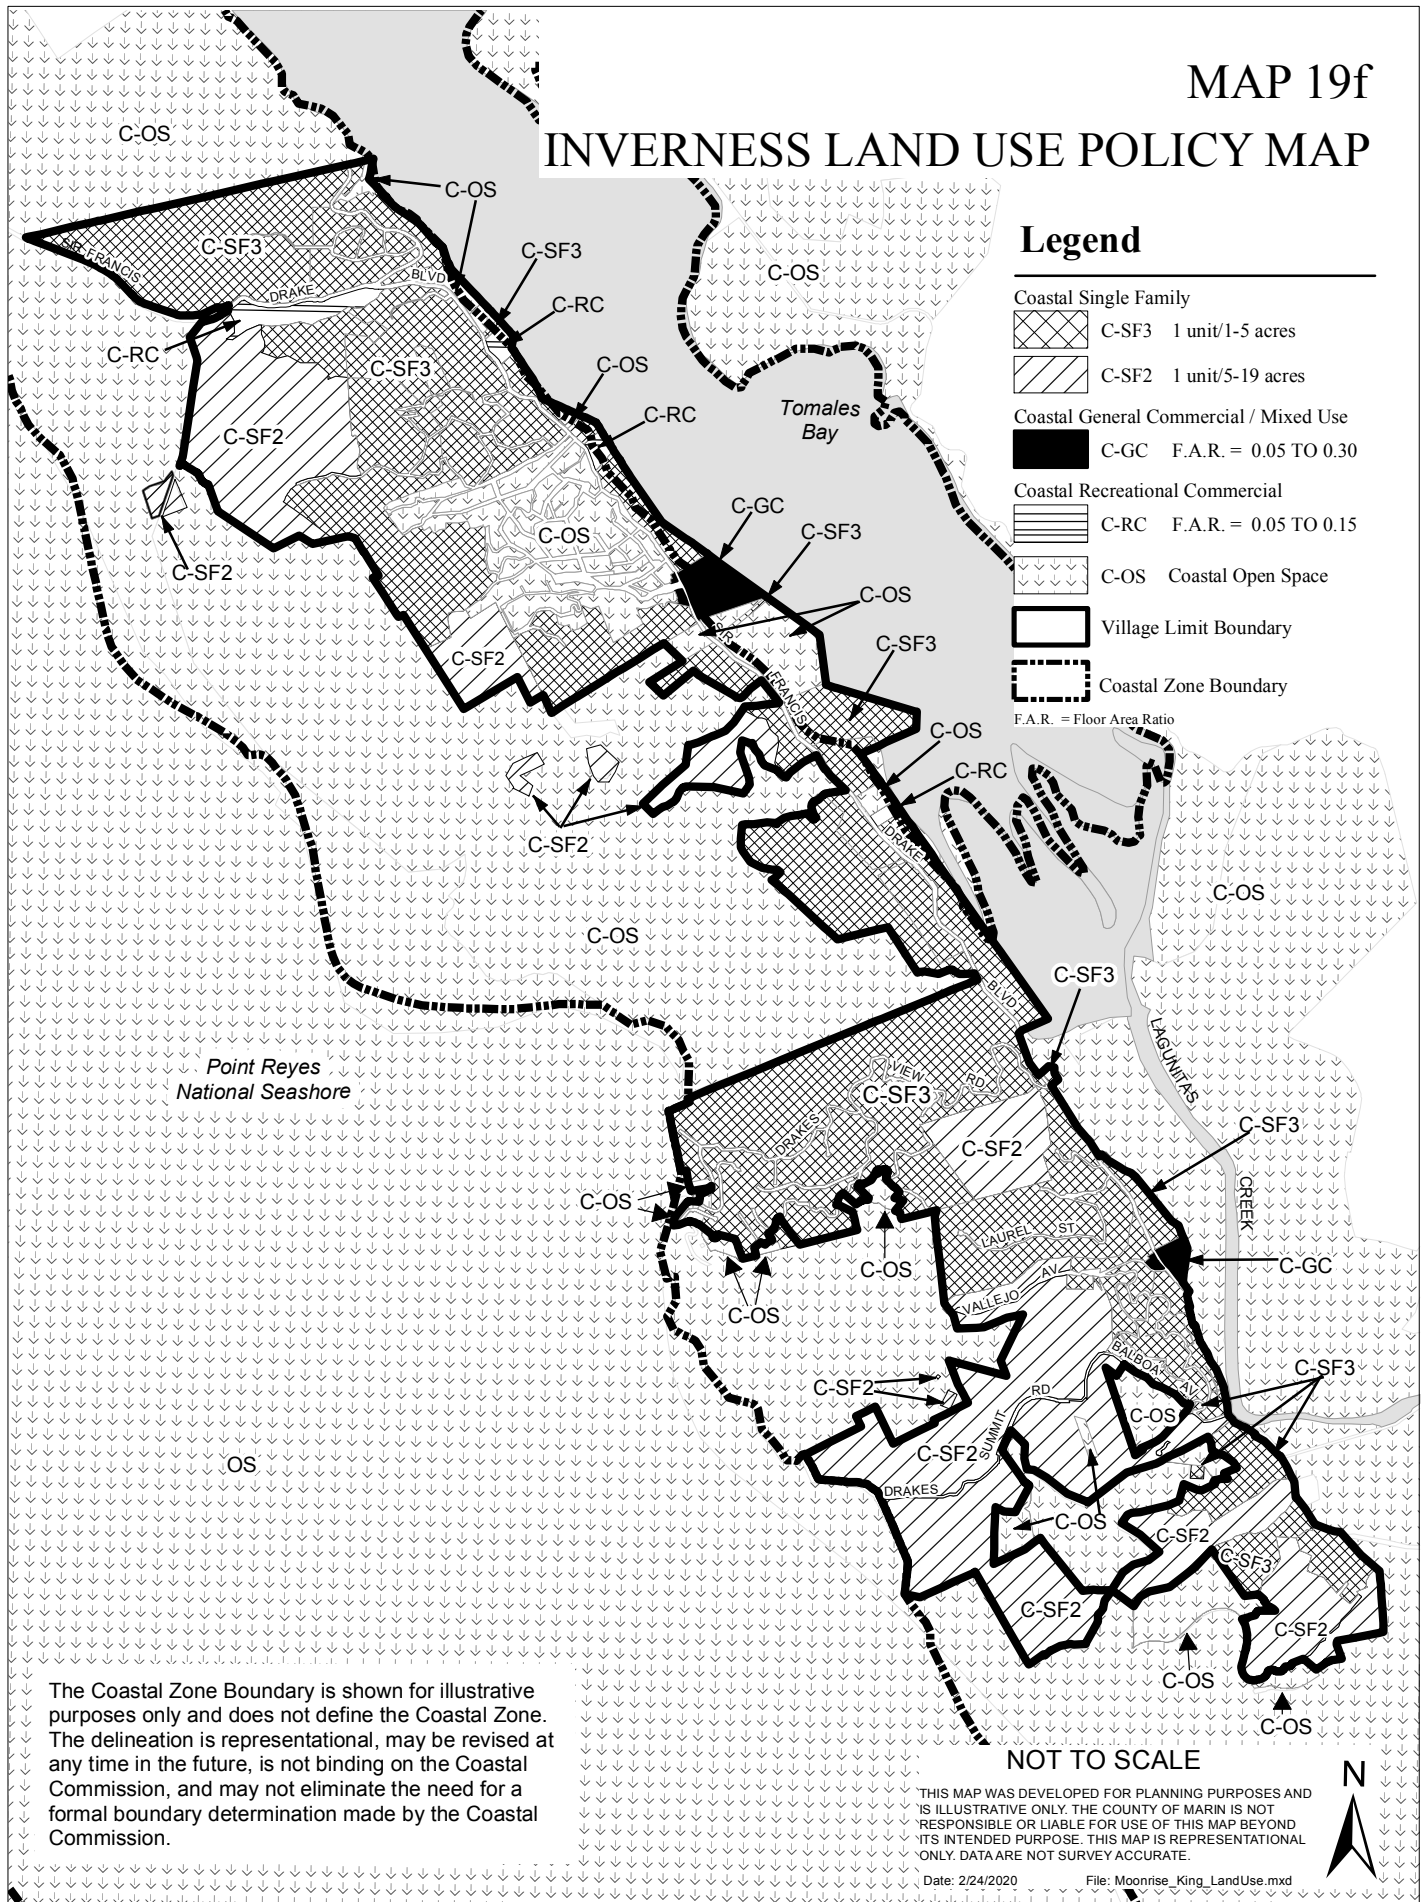 MAP 19f
INVERNESS LAND USE POLICY MAP
Legend
Coastal Single Family
C-SF3 1 unit/1-5 acres
C-SF2 1 unit/5-19 acres
Coastal General Commercial / Mixed Use
C-GC F.A.R. = 0.05 TO 0.30
Coastal Recreational Commercial
C-RC F.A.R. = 0.05 TO 0.15
C-OS Coastal Open Space
Village Limit Boundary
Coastal Zone Boundary
F.A.R. = Floor Area Ratio
C-OS
C-OS
C-SF3
C-SF3
C-OS
SIR FRANCIS
DRAKE
BLVD
C-RC
C-RC
C-SF3
C-OS
C-RC
Tomales
Bay
C-SF2
C-GC
C-SF3
C-OS
C-SF2
C-OS
C-SF3
C-SF2
SIR
FRANCIS
C-OS
C-RC
C-SF2
DRAKE
C-OS
C-OS
C-SF3
BLVD
LAGUNITAS
CREEK
Point Reyes
National Seashore
VIEW
RD
C-SF3
DRAKES
C-SF3
C-SF2
C-OS
LAUREL ST
C-OS
C-GC
AV
VALLEJO
C-OS
BALBOA
AV
C-SF3
C-SF2
RD
C-OS
SUMMIT
C-SF2
OS
DRAKES
C-OS
C-SF2
C-SF3
C-SF2
C-SF2
C-OS
C-OS
The Coastal Zone Boundary is shown for illustrative
purposes only and does not define the Coastal Zone.
The delineation is representational, may be revised at
any time in the future, is not binding on the Coastal
Commission, and may not eliminate the need for a
formal boundary determination made by the Coastal
Commission.
NOT TO SCALE
THIS MAP WAS DEVELOPED FOR PLANNING PURPOSES AND
IS ILLUSTRATIVE ONLY. THE COUNTY OF MARIN IS NOT
RESPONSIBLE OR LIABLE FOR USE OF THIS MAP BEYOND
ITS INTENDED PURPOSE. THIS MAP IS REPRESENTATIONAL
ONLY. DATA ARE NOT SURVEY ACCURATE.
Date: 2/24/2020 File: Moonrise_King_LandUse.mxd
N